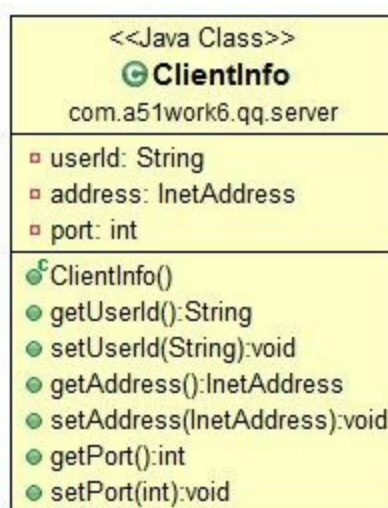 <<Java Class>>
ClientInfo
com.a51work6.qq.server
userId: String
address: InetAddress
port: int
ClientInfo()
getUserId():String
setUserId(String):void
getAddress():InetAddress
setAddress(InetAddress):void
getPort():int
setPort(int):void